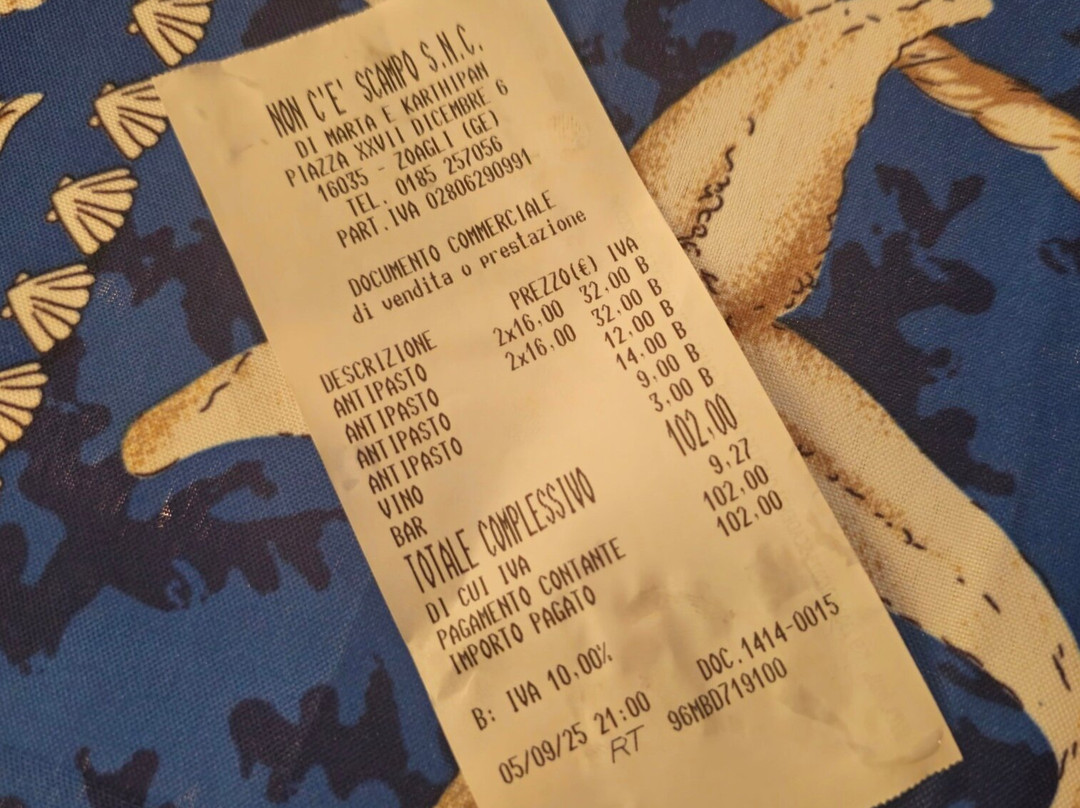 NON C'E' SCAMPO S.N.C.
DI MARTA E KARTHIPAN
PIAZZA XXVII DICEMBRE 6
16035 - ZOAGLI (GE)
TEL. 0185 257056
PART.IVA 02806290991
DOCUMENTO COMMERCIALE
di vendita o prestazione
DESCRIZIONE PREZZO(€) IVA
ANTIPASTO 2x16,00 32,00 B
ANTIPASTO 2x16,00 32,00 B
ANTIPASTO 12,00 B
ANTIPASTO 14,00 B
VINO 9,00 B
BAR 3,00 B
TOTALE COMPLESSIVO 102,00
DI CUI IVA 9,27
PAGAMENTO CONTANTE 102,00
IMPORTO PAGATO 102,00
B: IVA 10,00%
05/09/25 21:00 DOC.1414-0015
RT 96MBD719100